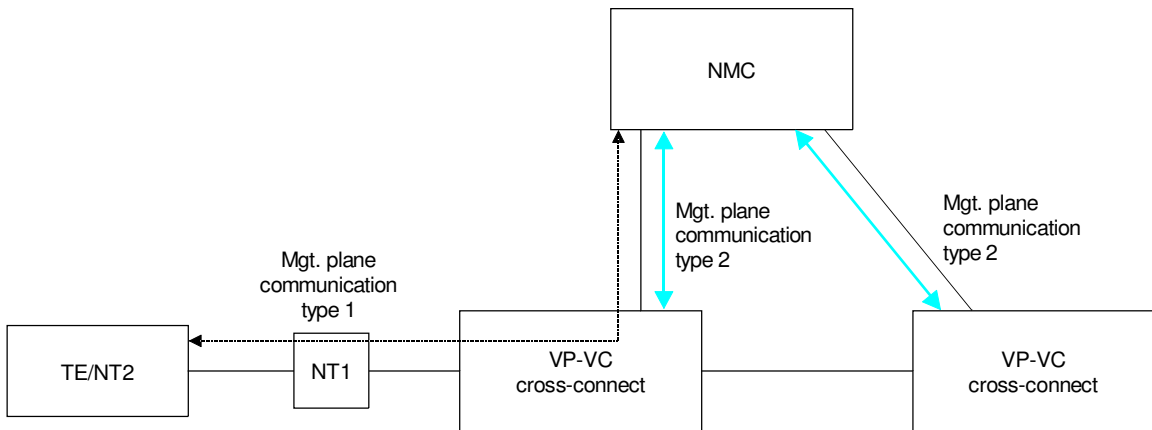 NMC
Mgt. plane
communication
type 2
Mgt. plane
communication
type 2
Mgt. plane
communication
type 1
TE/NT2
NT1
VP-VC
cross-connect
VP-VC
cross-connect